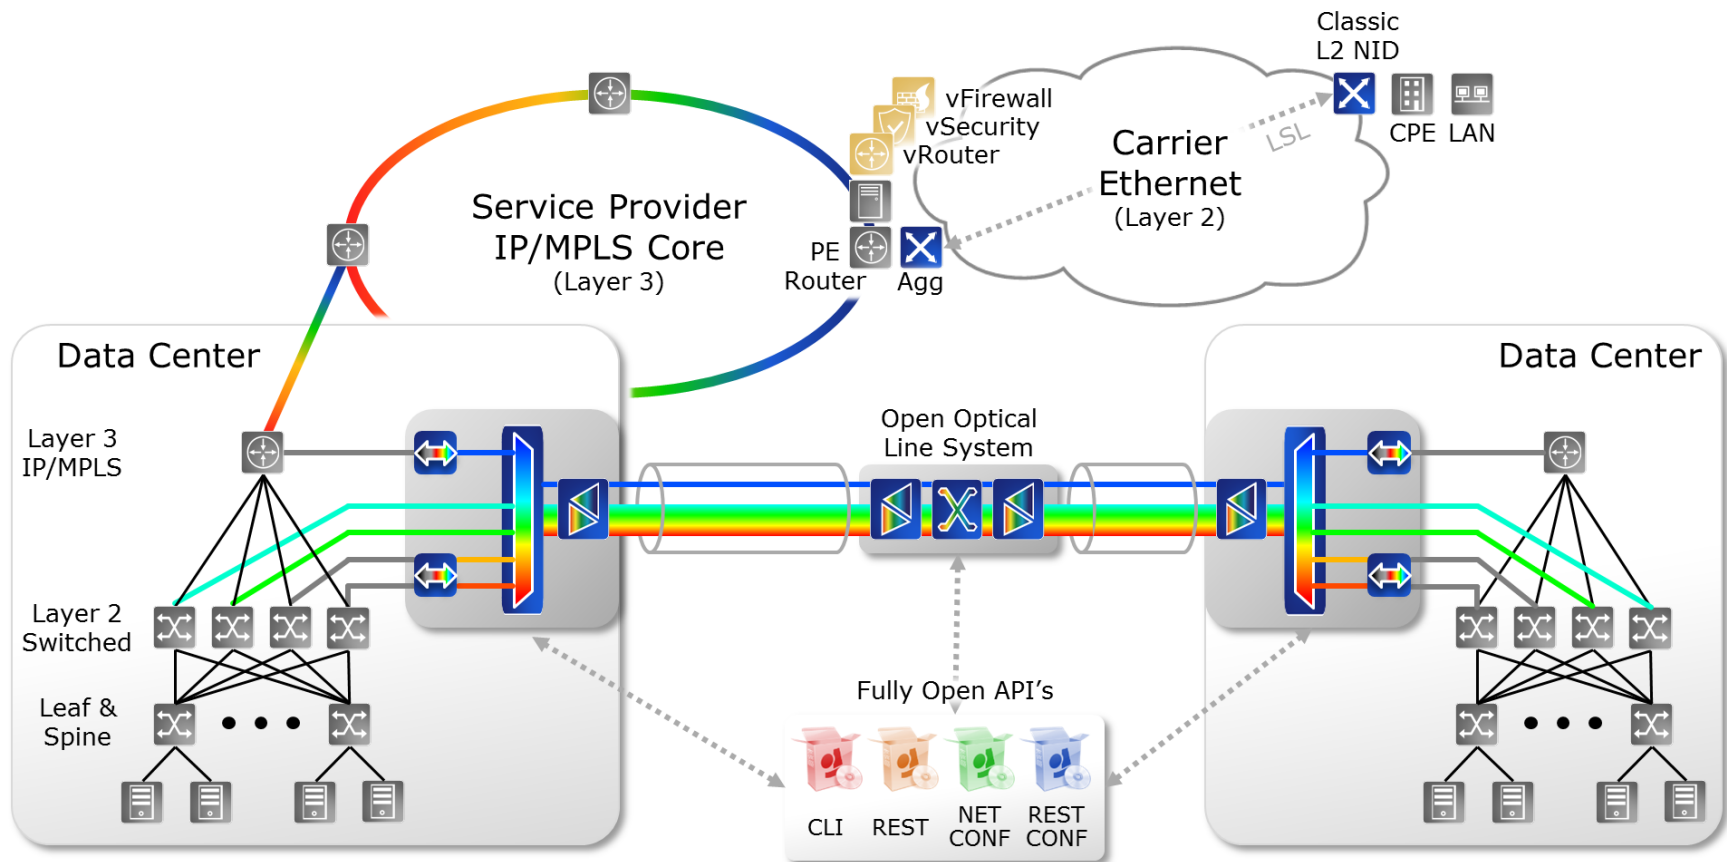 Classic
L2 NID
vFirewall
vSecurity
vRouter
CPE
LAN
LSL
Carrier
Ethernet
(Layer 2)
Service Provider
IP/MPLS Core
(Layer 3)
PE
Router
Agg
Data Center
Data Center
Layer 3
IP/MPLS
Open Optical
Line System
Layer 2
Switched
Leaf &
Spine
Fully Open API’s
CLI
REST
NET
CONF
REST
CONF